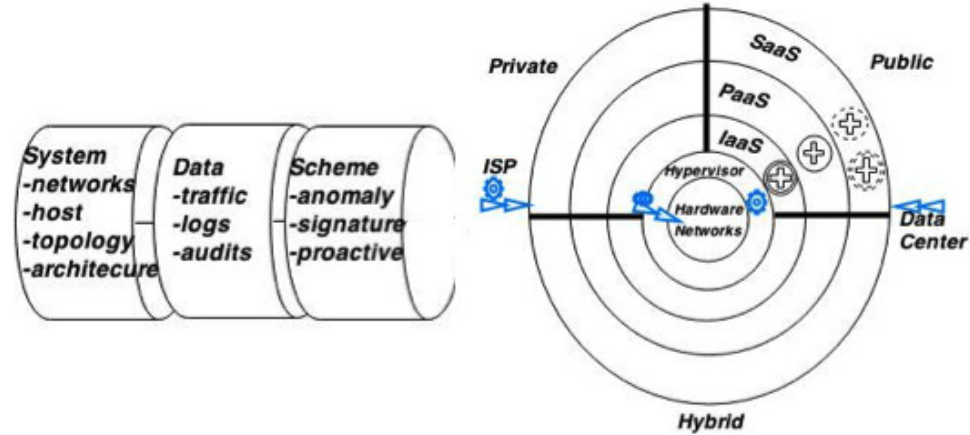 System
-networks
-host
-topology
-architecure
Data
-traffic
-logs
-audits
Scheme
-anomaly
-signature
-proactive
Private
Public
SaaS
PaaS
IaaS
Hypervisor
Hardware
Networks
ISP
Data
Center
Hybrid